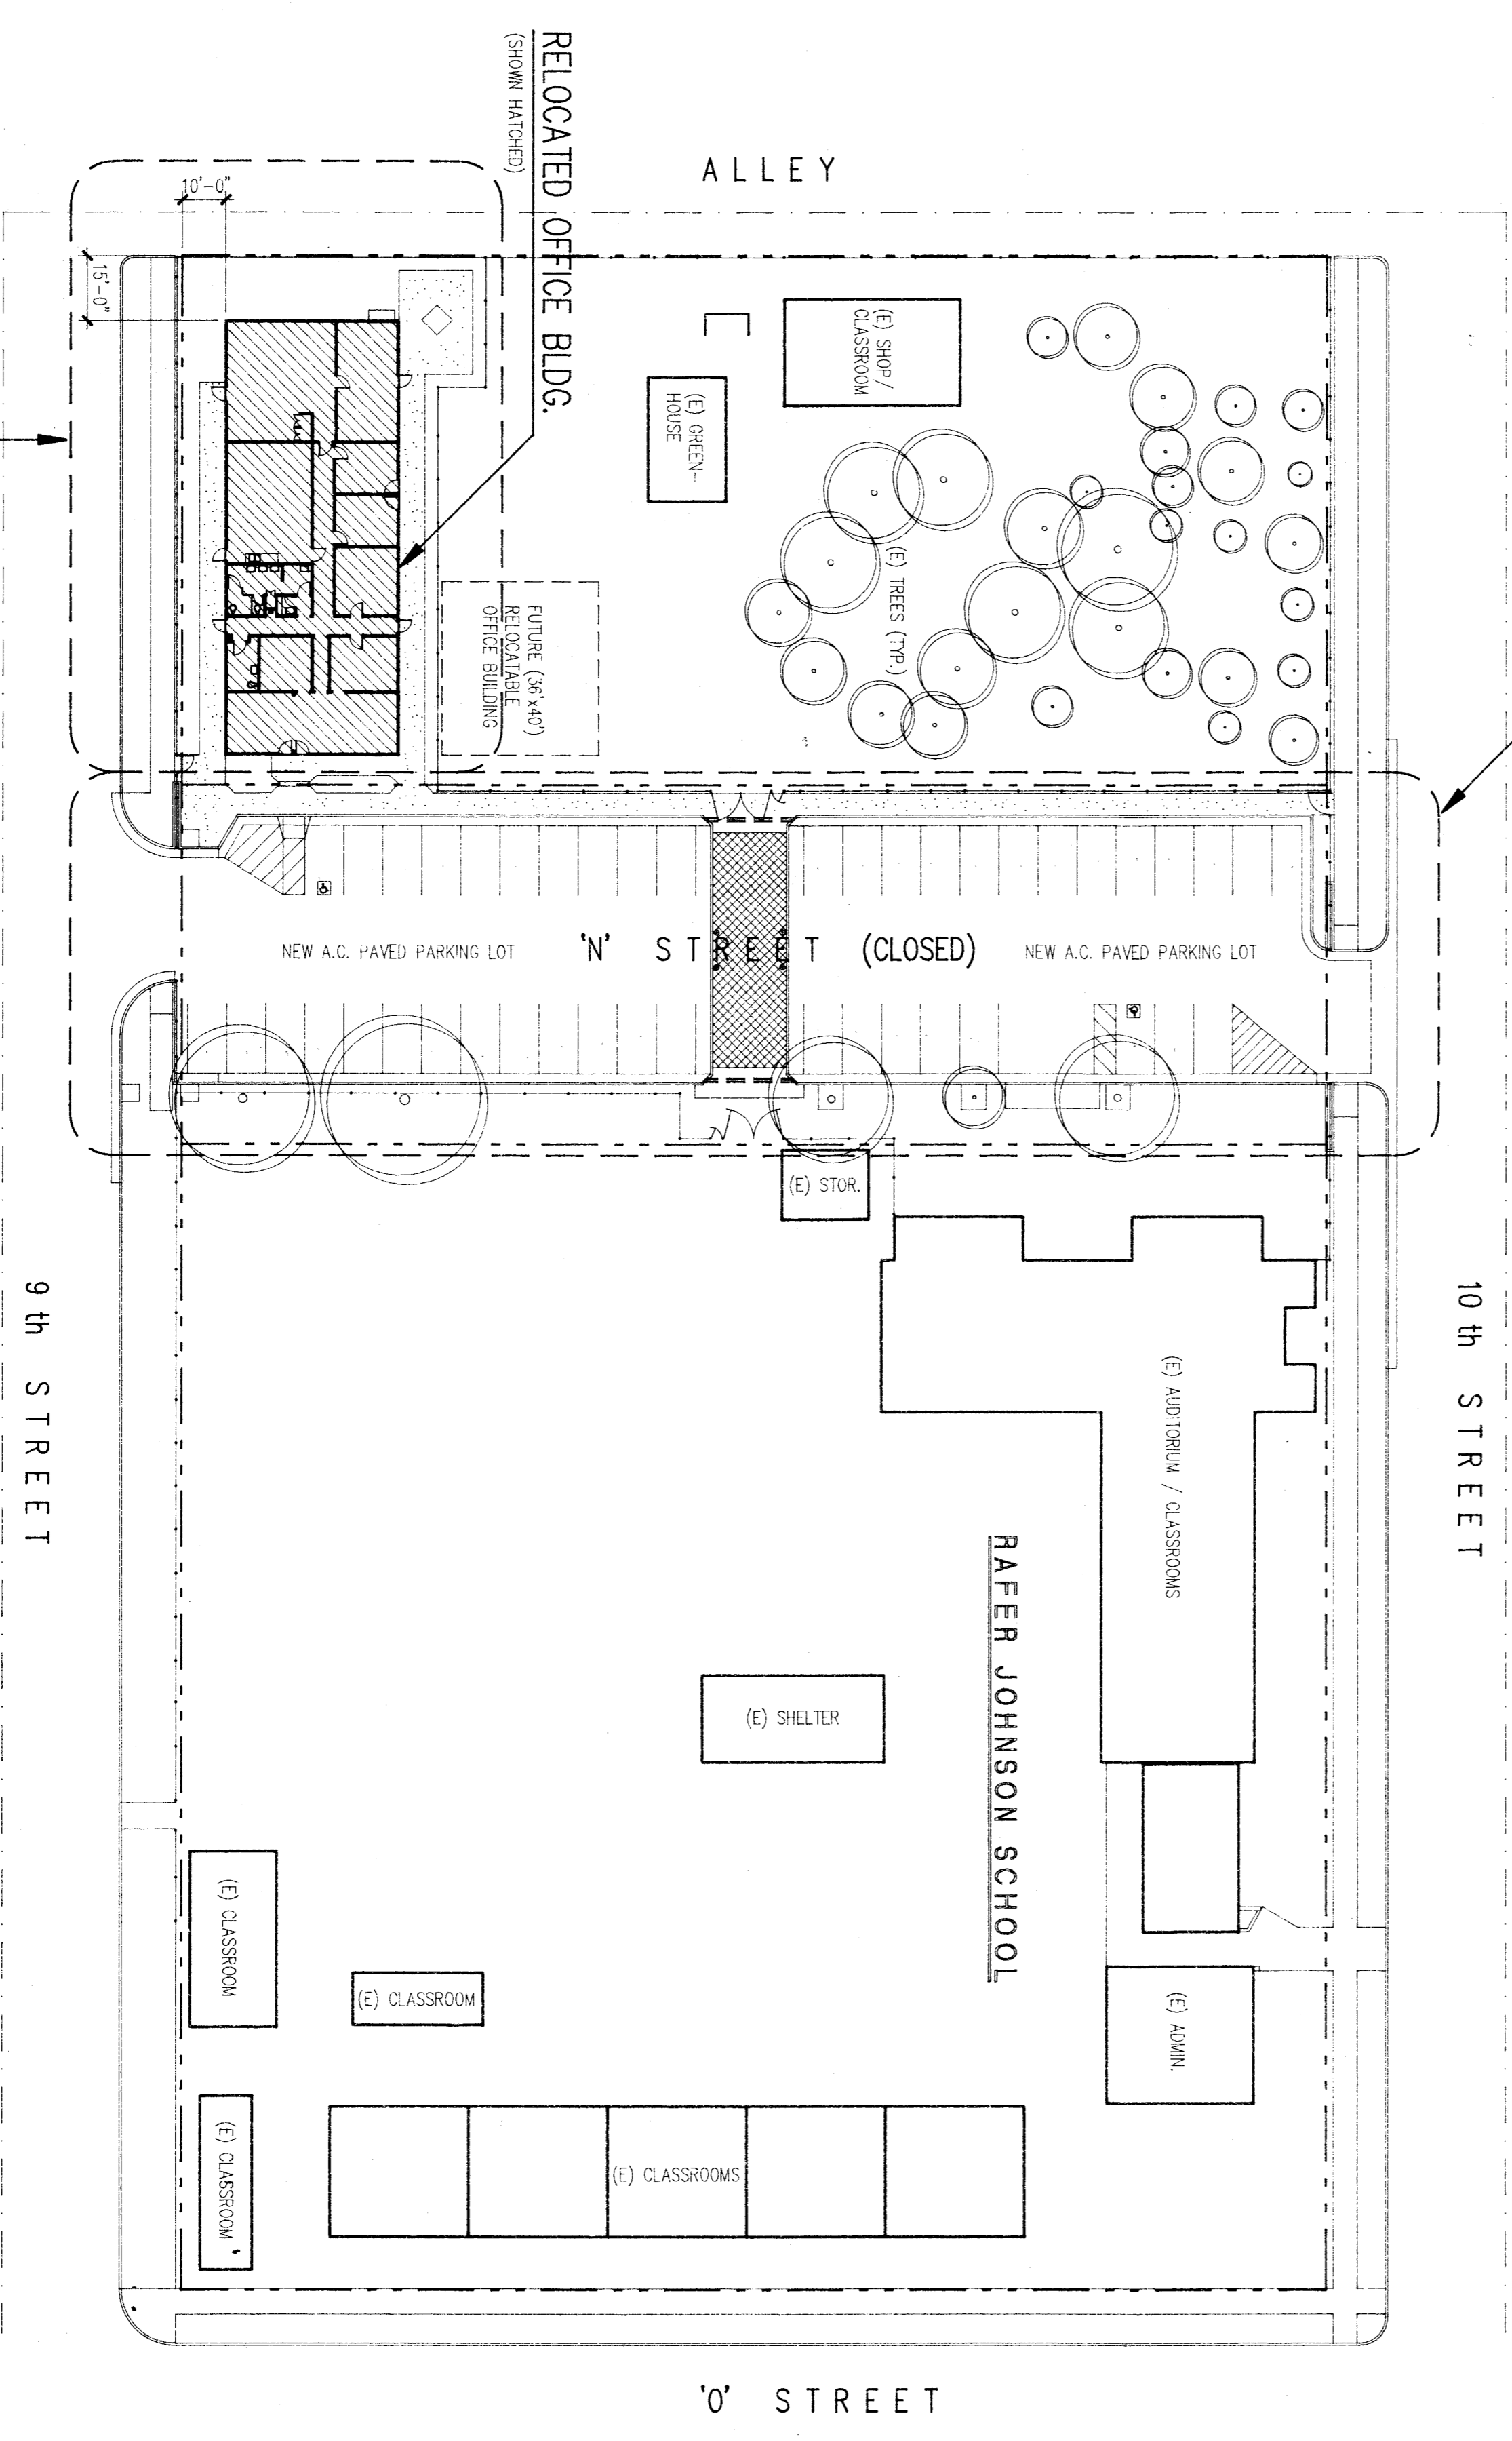 RELOCATED OFFICE BLDG.
(SHOWN HATCHED)
ALLEY
10'-0"
15'-0"
(E) SHOP/
CLASSROOM
(E) GREEN-
HOUSE
(E) TREES (TYP.)
FUTURE (36'x40')
RELOCATABLE
OFFICE BUILDING
NEW A.C. PAVED PARKING LOT
'N' STREET (CLOSED)
NEW A.C. PAVED PARKING LOT
(E) STOR.
9 th STREET
10 th STREET
(E) AUDITORIUM / CLASSROOMS
RAFER JOHNSON SCHOOL
(E) SHELTER
(E) CLASSROOM
(E) CLASSROOM
(E) ADMIN.
(E) CLASSROOM
(E) CLASSROOMS
'O' STREET